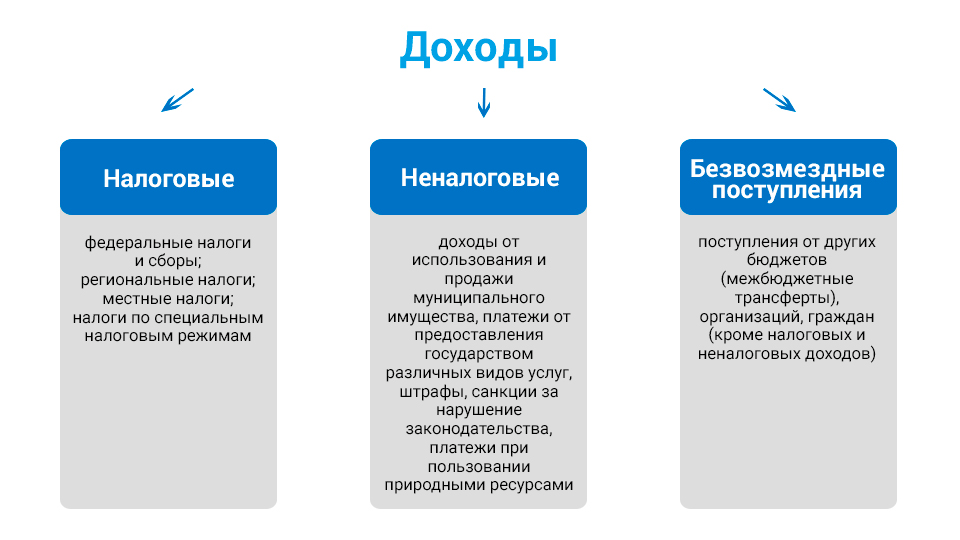 Доходы
Налоговые
федеральные налоги
и сборы;
региональные налоги;
местные налоги;
налоги по специальным
налоговым режимам
Неналоговые
доходы от
использования и
продажи
муниципального
имущества, платежи от
предоставления
государством
различных видов услуг,
штрафы, санкции за
нарушение
законодательства,
платежи при
пользовании
природными ресурсами
Безвозмездные
поступления
поступления от других
бюджетов
(межбюджетные
трансферты),
организаций, граждан
(кроме налоговых и
неналоговых доходов)